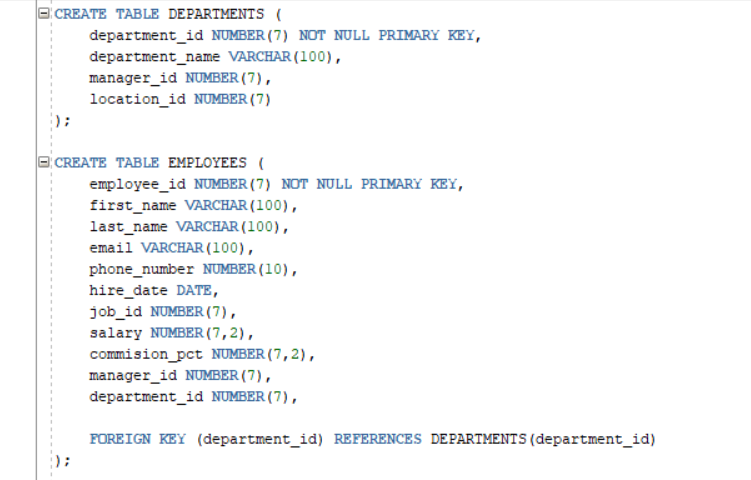 CREATE TABLE DEPARTMENTS (
department_id NUMBER(7) NOT NULL PRIMARY KEY,
department_name VARCHAR(100),
manager_id NUMBER(7),
location_id NUMBER(7)
);
CREATE TABLE EMPLOYEES (
employee_id NUMBER(7) NOT NULL PRIMARY KEY,
first_name VARCHAR(100),
last_name VARCHAR(100),
email VARCHAR(100),
phone_number NUMBER(10),
hire_date DATE,
job_id NUMBER(7),
salary NUMBER(7,2),
commision_pct NUMBER(7,2),
manager_id NUMBER(7),
department_id NUMBER(7),
FOREIGN KEY (department_id) REFERENCES DEPARTMENTS(department_id)
);